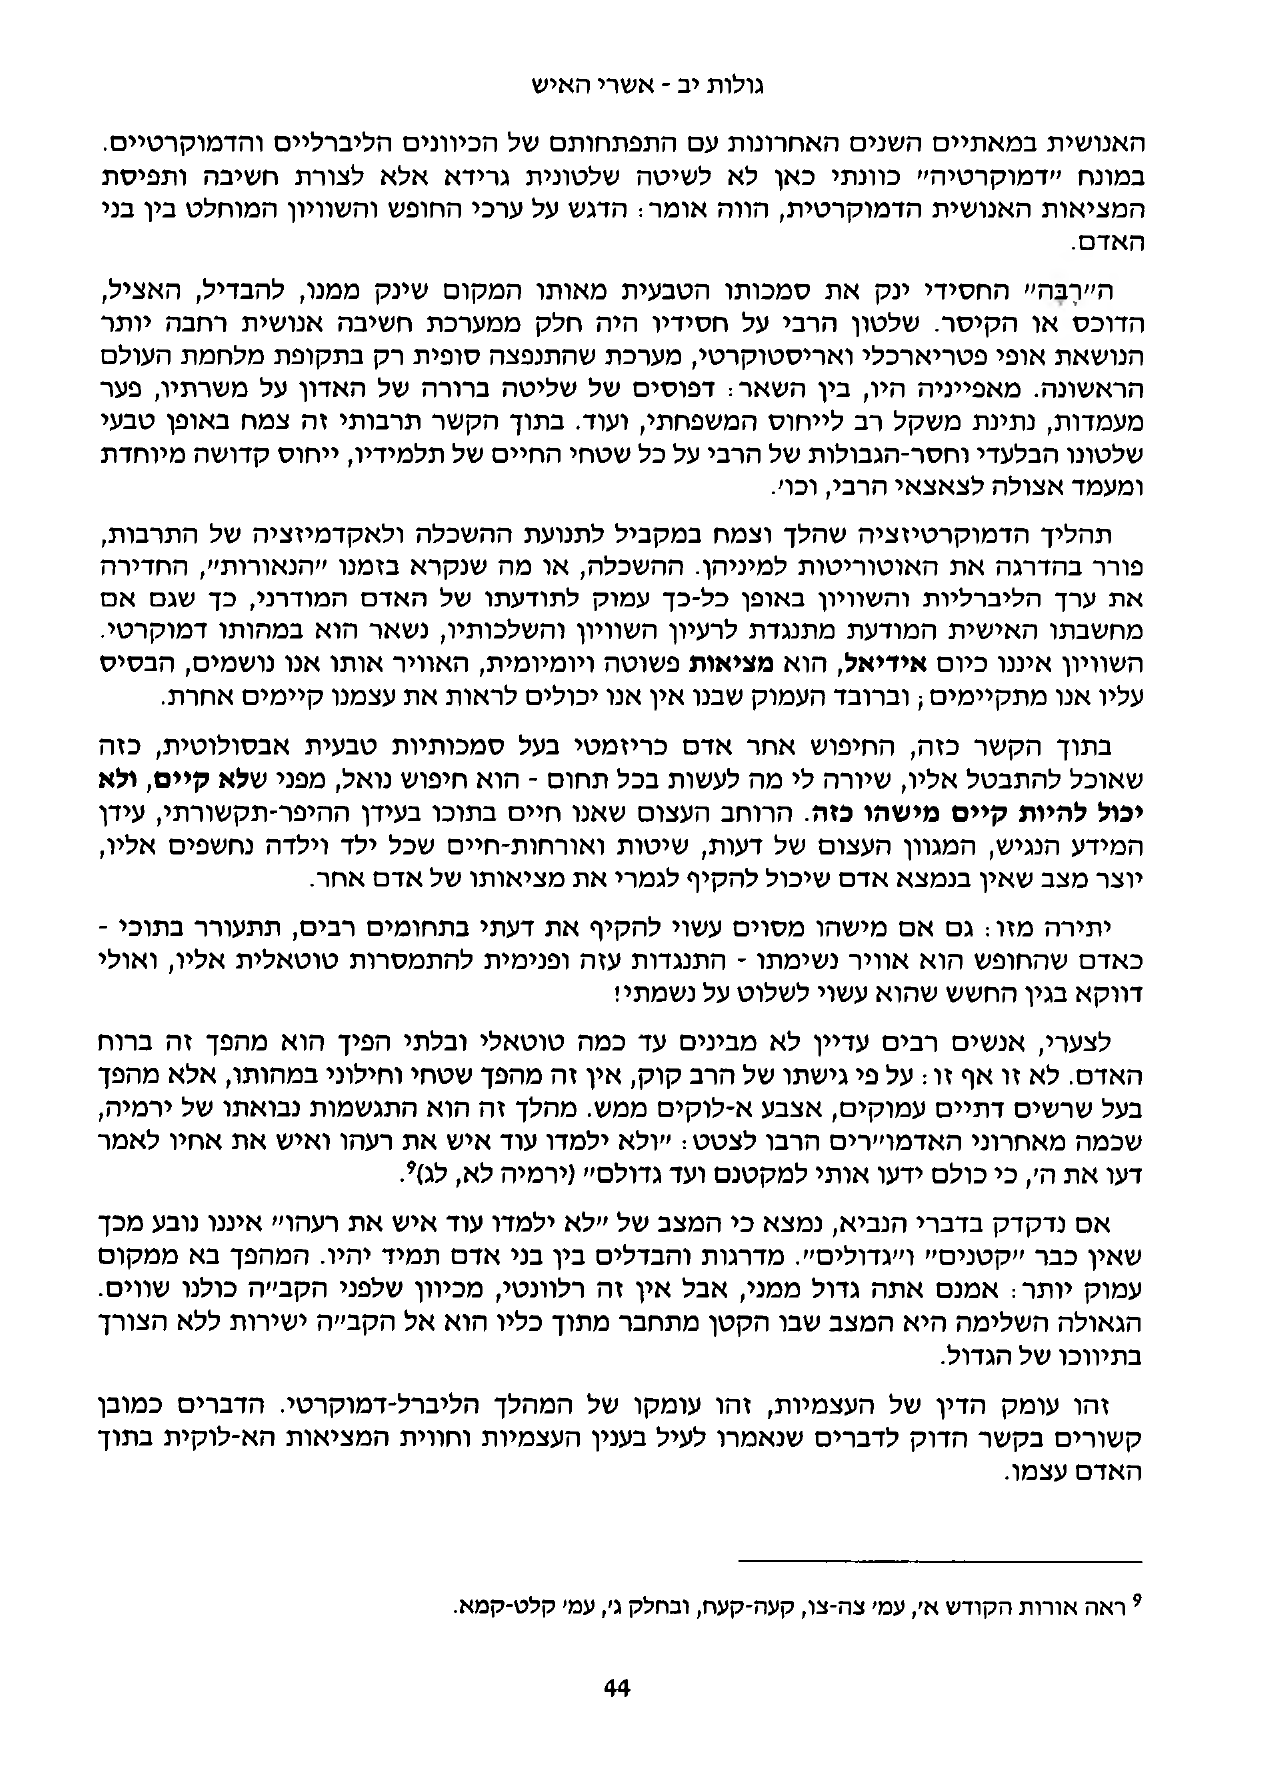 גולות יב - אשרי האיש
האנושית במאתיים השנים האחרונות עם התפתחותם של הכיוונים הליברליים והדמוקרטיים.
במונח "דמוקרטיה" כוונתי כאן לא לשיטה שלטונית גרידא אלא לצורת חשיבה ותפיסת
המציאות האנושית הדמוקרטית, הווה אומר: הדגש על ערכי החופש והשוויון המוחלט בין בני
האדם.
ה"רֶבֶּה" החסידי ינק את סמכותו הטבעית מאותו המקום שינק ממנו, להבדיל, האציל,
הדוכס או הקיסר. שלטון הרבי על חסידיו היה חלק ממערכת חשיבה אנושית רחבה יותר
הנושאת אופי פטריארכלי ואריסטוקרטי, מערכת שהתנפצה סופית רק בתקופת מלחמת העולם
הראשונה. מאפייניה היו, בין השאר: דפוסים של שליטה ברורה של האדון על משרתיו, פער
מעמדות, נתינת משקל רב לייחוס המשפחתי, ועוד. בתוך הקשר תרבותי זה צמח באופן טבעי
שלטונו הבלעדי וחסר-הגבולות של הרבי על כל שטחי החיים של תלמידיו, ייחוס קדושה מיוחדת
ומעמד אצולה לצאצאי הרבי, וכו'.
תהליך הדמוקרטיזציה שהלך וצמח במקביל לתנועת ההשכלה ולאקדמיזציה של התרבות,
פורר בהדרגה את האוטוריטות למיניהן. ההשכלה, או מה שנקרא בזמנו "הנאורות", החדירה
את ערך הליברליות והשוויון באופן כל-כך עמוק לתודעתו של האדם המודרני, כך שגם אם
מחשבתו האישית המודעת מתנגדת לרעיון השוויון והשלכותיו, נשאר הוא במהותו דמוקרטי.
השוויון איננו כיום אידיאל, הוא מציאות פשוטה ויומיומית, האוויר אותו אנו נושמים, הבסיס
עליו אנו מתקיימים; וברובד העמוק שבנו אין אנו יכולים לראות את עצמנו קיימים אחרת.
בתוך הקשר כזה, החיפוש אחר אדם כריזמטי בעל סמכותיות טבעית אבסולוטית, כזה
שאוכל להתבטל אליו, שיורה לי מה לעשות בכל תחום - הוא חיפוש נואל, מפני שלא קיים, ולא
יכול להיות קיים מישהו כזה. הרוחב העצום שאנו חיים בתוכו בעידן ההיפר-תקשורתי, עידן
המידע הנגיש, המגוון העצום של דעות, שיטות ואורחות-חיים שכל ילד וילדה נחשפים אליו,
יוצר מצב שאין בנמצא אדם שיכול להקיף לגמרי את מציאותו של אדם אחר.
יתירה מזו: גם אם מישהו מסוים עשוי להקיף את דעתי בתחומים רבים, תתעורר בתוכי -
כאדם שהחופש הוא אוויר נשימתו - התנגדות עזה ופנימית להתמסרות טוטאלית אליו, ואולי
דווקא בגין החשש שהוא עשוי לשלוט על נשמתי!
לצערי, אנשים רבים עדיין לא מבינים עד כמה טוטאלי ובלתי הפיך הוא מהפך זה ברוח
האדם. לא זו אף זו: על פי גישתו של הרב קוק, אין זה מהפך שטחי וחילוני במהותו, אלא מהפך
בעל שרשים דתיים עמוקים, אצבע א-לוקים ממש. מהלך זה הוא התגשמות נבואתו של ירמיה,
שכמה מאחרוני האדמו"רים הרבו לצטט: "ולא ילמדו עוד איש את רעהו ואיש את אחיו לאמר
דעו את ה', כי כולם ידעו אותי למקטנם ועד גדולם" (ירמיה לא, לג)⁹.
אם נדקדק בדברי הנביא, נמצא כי המצב של "לא ילמדו עוד איש את רעהו" איננו נובע מכך
שאין כבר "קטנים" ו"גדולים". מדרגות והבדלים בין בני אדם תמיד יהיו. המהפך בא ממקום
עמוק יותר: אמנם אתה גדול ממני, אבל אין זה רלוונטי, מכיוון שלפני הקב"ה כולנו שווים.
הגאולה השלימה היא המצב שבו הקטן מתחבר מתוך כליו הוא אל הקב"ה ישירות ללא הצורך
בתיווכו של הגדול.
זהו עומק הדין של העצמיות, זהו עומקו של המהלך הליברל-דמוקרטי. הדברים כמובן
קשורים בקשר הדוק לדברים שנאמרו לעיל בענין העצמיות וחווית המציאות הא-לוקית בתוך
האדם עצמו.
⁹ ראה אורות הקודש א', עמ' צה-צו, קעה-קעח, ובחלק ג', עמ' קלט-קמא.
44